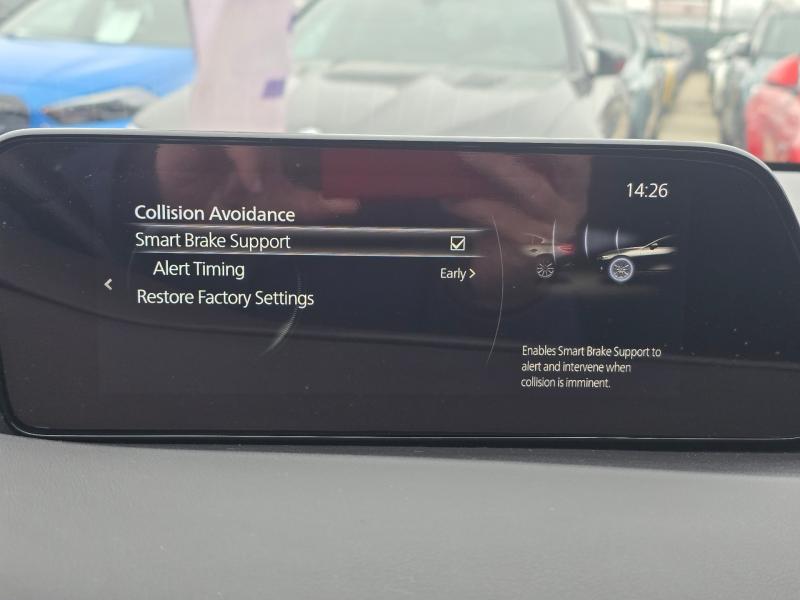 14:26
Collision Avoidance
Smart Brake Support
Alert Timing Early >
Restore Factory Settings
Enables Smart Brake Support to
alert and intervene when
collision is imminent.